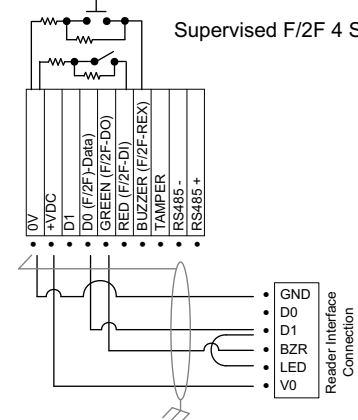 Supervised F/2F 4 S
0V
+VDC
D1
D0 (F/2F)-Data)
GREEN (F/2F-DO)
RED (F/2F-DI)
BUZZER (F/2F-REX)
TAMPER
RS485 -
RS485 +
GND
D0
D1
BZR
LED
V0
Reader Interface
Connection